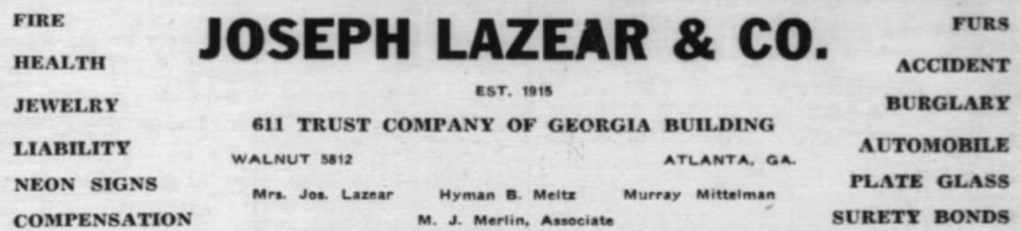 FIRE
HEALTH
JEWELRY
LIABILITY
NEON SIGNS
COMPENSATION
JOSEPH LAZEAR & CO.
EST. 1915
611 TRUST COMPANY OF GEORGIA BUILDING
WALNUT 5812 ATLANTA, GA.
Mrs. Jos. Lazear Hyman B. Meltz Murray Mittelman
M. J. Merlin, Associate
FURS
ACCIDENT
BURGLARY
AUTOMOBILE
PLATE GLASS
SURETY BONDS